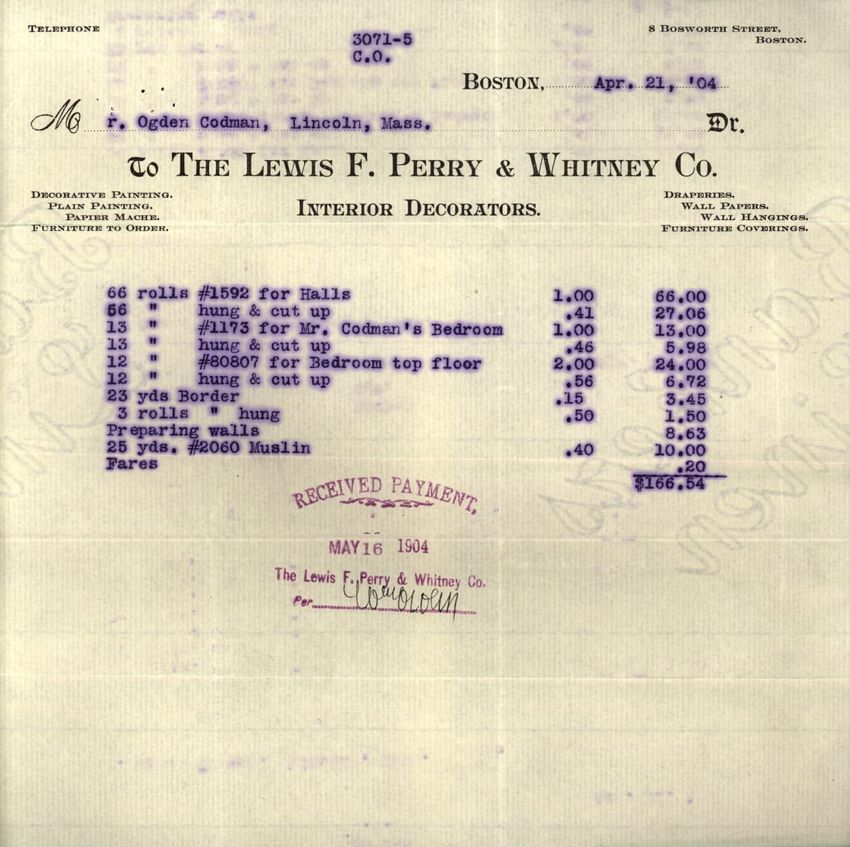 TELEPHONE
8 BOSWORTH STREET,
BOSTON.
3071-5
C.O.
BOSTON, Apr. 21, '04
Mr. Ogden Codman, Lincoln, Mass. Dr.
To THE LEWIS F. PERRY & WHITNEY CO.
INTERIOR DECORATORS.
DECORATIVE PAINTING.
PLAIN PAINTING.
PAPIER MACHE.
FURNITURE TO ORDER.
DRAPERIES.
WALL PAPERS.
WALL HANGINGS.
FURNITURE COVERINGS.
66 rolls #1592 for Halls 1.00 66.00
66 " hung & cut up .41 27.06
13 " #1173 for Mr. Codman's Bedroom 1.00 13.00
13 " hung & cut up .46 5.98
12 " #80807 for Bedroom top floor 2.00 24.00
12 " hung & cut up .56 6.72
23 yds Border .15 3.45
3 rolls " hung .50 1.50
Preparing walls 8.63
25 yds. #2060 Muslin .40 10.00
Fares .20
$166.54
RECEIVED PAYMENT,
MAY 16 1904
The Lewis F. Perry & Whitney Co.
Per